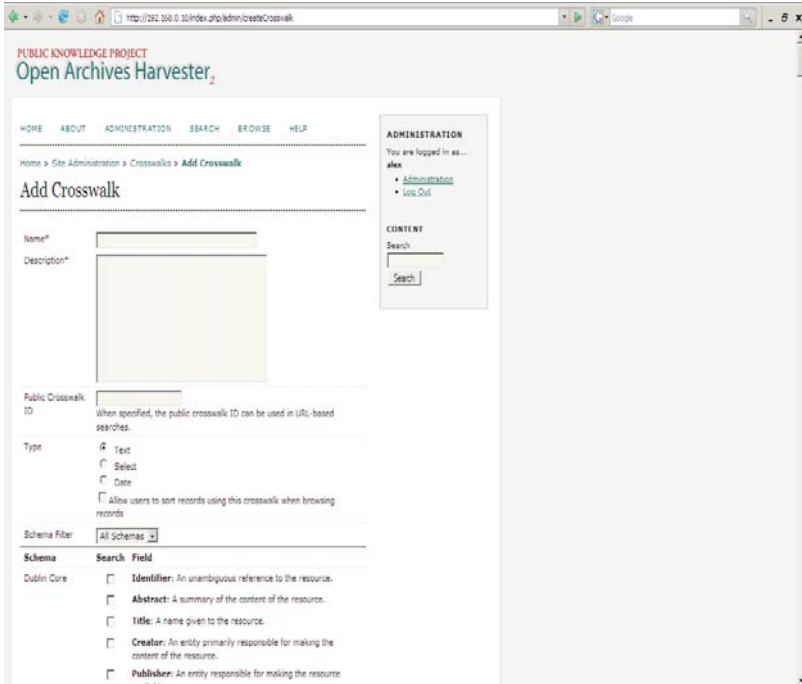 http://192.168.0.10/index.php/admin/createCrosswalk
Google
PUBLIC KNOWLEDGE PROJECT
Open Archives Harvester2
HOME ABOUT ADMINISTRATION SEARCH BROWSE HELP
Home > Site Administration > Crosswalks > Add Crosswalk
Add Crosswalk
Name*
Description*
Public Crosswalk
ID
When specified, the public crosswalk ID can be used in URL-based
searches.
Type
Text
Select
Date
Allow users to sort records using this crosswalk when browsing
records
Schema Filter All Schemas
Schema Search Field
Dublin Core Identifier: An unambiguous reference to the resource.
Abstract: A summary of the content of the resource.
Title: A name given to the resource.
Creator: An entity primarily responsible for making the
content of the resource.
Publisher: An entity responsible for making the resource
ADMINISTRATION
You are logged in as...
alex
Administration
Log Out
CONTENT
Search
Search